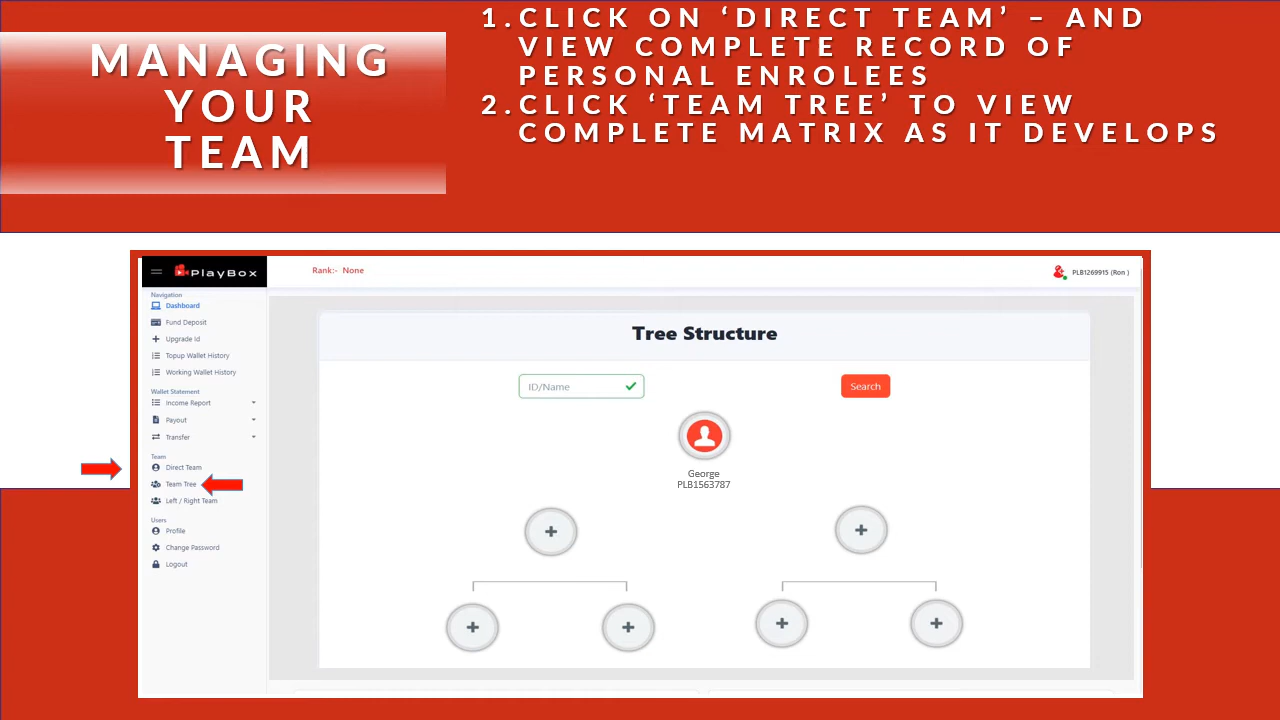 MANAGING
YOUR
TEAM
1. CLICK ON ‘DIRECT TEAM’ – AND
VIEW COMPLETE RECORD OF
PERSONAL ENROLEES
2. CLICK ‘TEAM TREE’ TO VIEW
COMPLETE MATRIX AS IT DEVELOPS
PlayBox
Rank:- None
PLB1269915 (Ron )
Navigation
Dashboard
Fund Deposit
Upgrade Id
Topup Wallet History
Working Wallet History
Wallet Statement
Income Report
Payout
Transfer
Team
Direct Team
Team Tree
Left / Right Team
Users
Profile
Change Password
Logout
Tree Structure
ID/Name
Search
George
PLB1563787